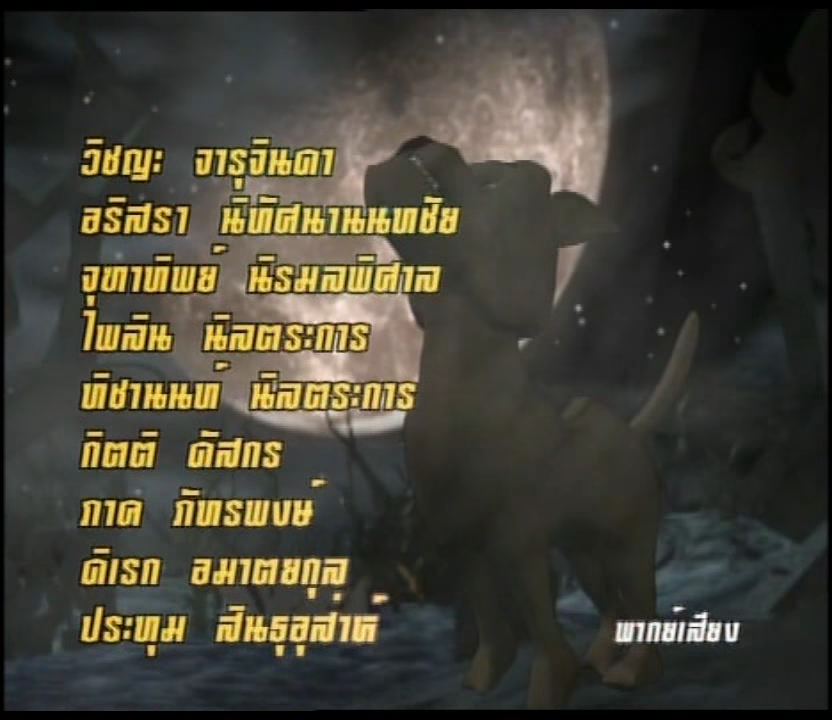 วิชญะ จารุจินดา
อริสรา นิทัศนานนทชัย
จุฑาทิพย์ นิรมลพิศาล
ไพลิน นิลตระการ
ทิชานนท์ นิลตระการ
กิตติ ดัสกร
ภาค ภัทรพงษ์
ดิเรก อมาตยกุล
ประทุม สินธุอุส่าห์
พากย์เสียง